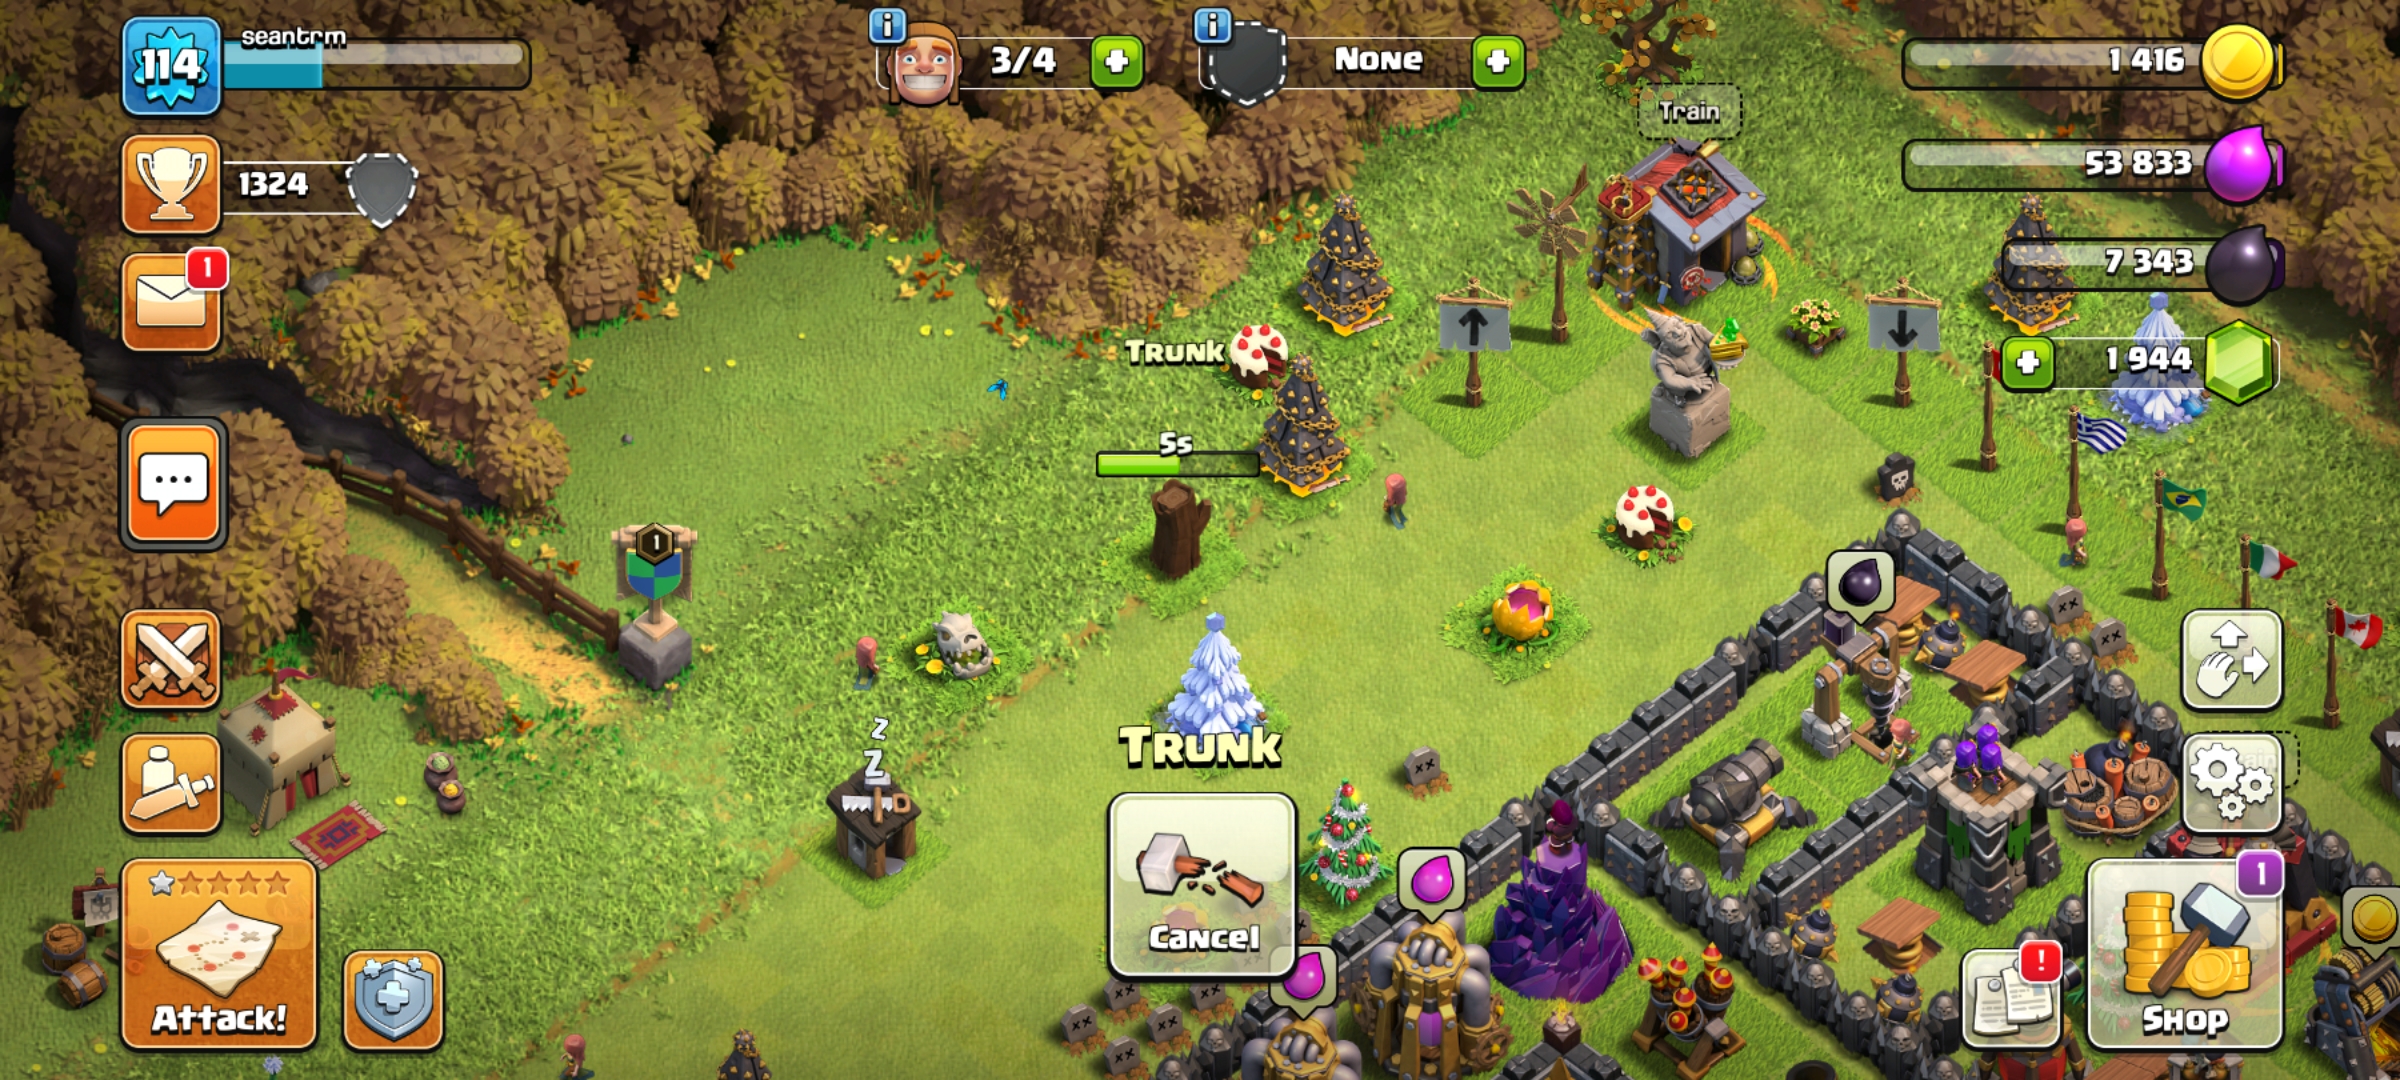 114
seantrm
3/4
None
1 416
Train
53 833
1324
7 343
1
Trunk
1 944
5s
1
z
z
Trunk
Cancel
1
Attack!
!
Shop